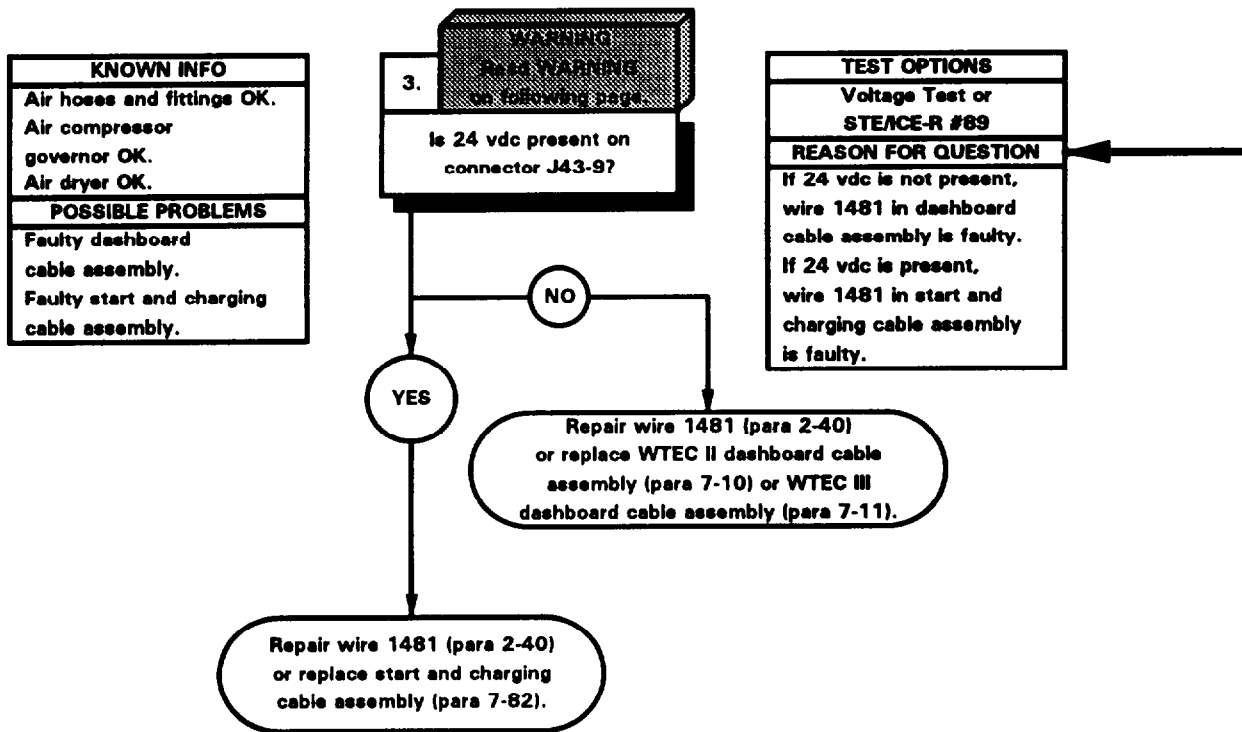 KNOWN INFO
Air hoses and fittings OK.
Air compressor
governor OK.
Air dryer OK.
POSSIBLE PROBLEMS
Faulty dashboard
cable assembly.
Faulty start and charging
cable assembly.
WARNING
Read WARNING
on following page.
3.
Is 24 vdc present on
connector J43-9?
TEST OPTIONS
Voltage Test or
STE/ICE-R #89
REASON FOR QUESTION
If 24 vdc is not present,
wire 1481 in dashboard
cable assembly is faulty.
If 24 vdc is present,
wire 1481 in start and
charging cable assembly
is faulty.
NO
YES
Repair wire 1481 (para 2-40)
or replace WTEC II dashboard cable
assembly (para 7-10) or WTEC III
dashboard cable assembly (para 7-11).
Repair wire 1481 (para 2-40)
or replace start and charging
cable assembly (para 7-82).